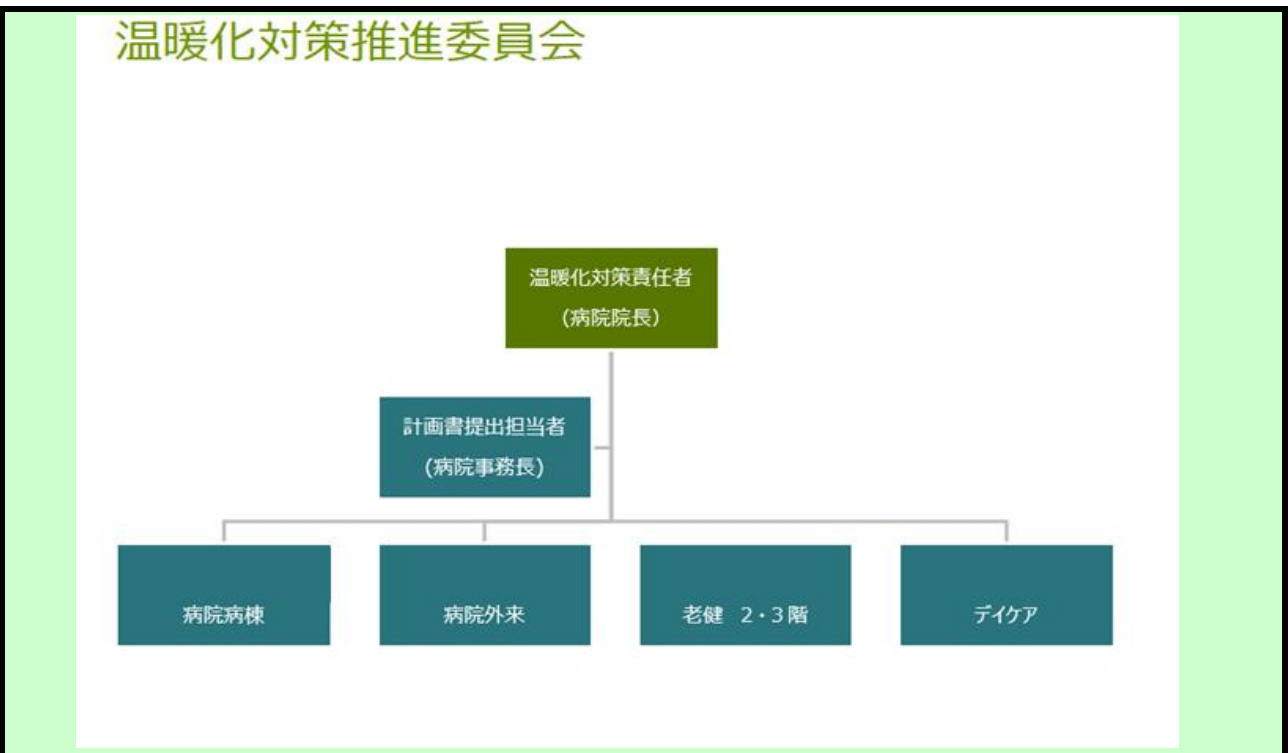 温暖化対策推進委員会
温暖化対策責任者
(病院院長)
計画書提出担当者
(病院事務長)
病院病棟
病院外来
老健 2・3階
デイケア